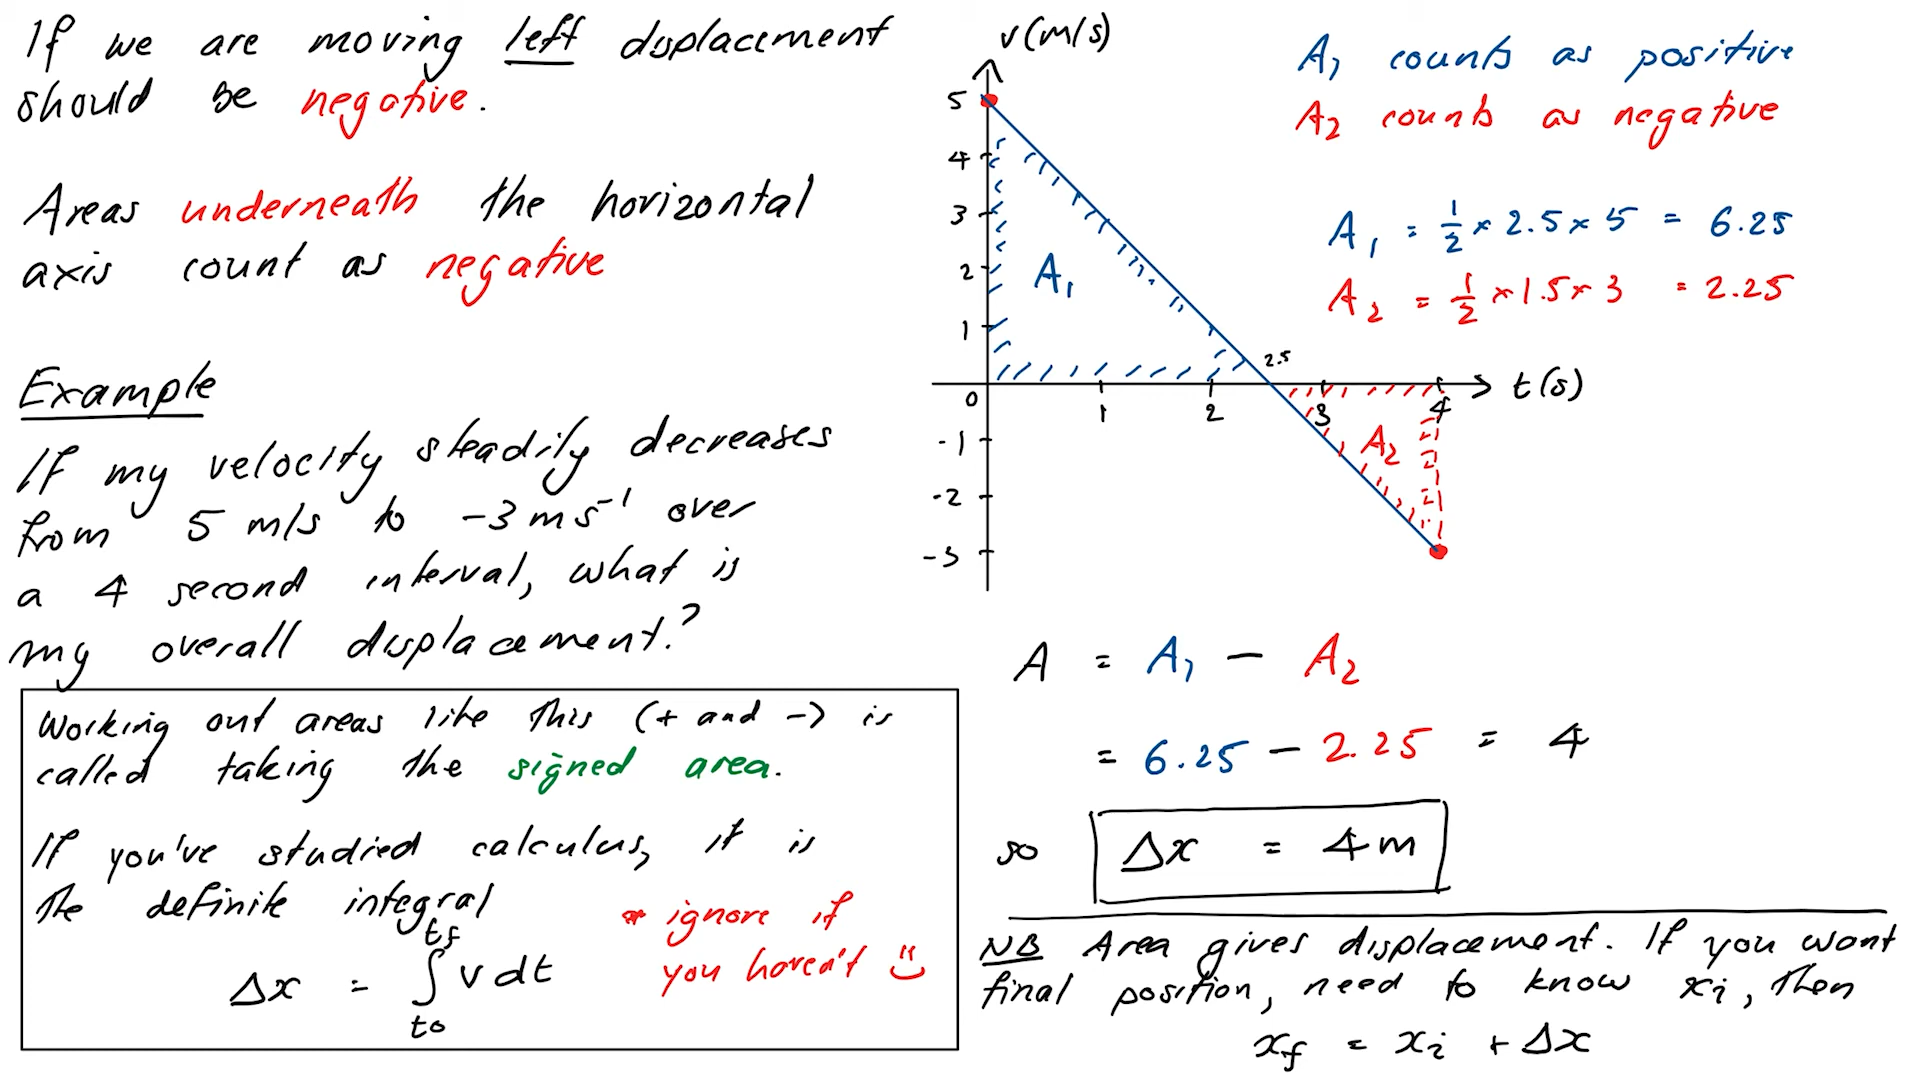 If we are moving left displacement
should be negative.
Areas underneath the horizontal
axis count as negative
Example
If my velocity steadily decreases
from 5 m/s to -3 ms⁻¹ over
a 4 second interval, what is
my overall displacement?
Working out areas like this (+ and -) is
called taking the signed area.
If you've studied calculus, it is
the definite integral
Δx = ∫ v dt
tf
to
* ignore if
you haven't
v(m/s)
5
4
3
2
1
0
-1
-2
-3
1
2
2.5
3
4
t(s)
A₁
A₂
A₁ counts as positive
A₂ counts as negative
A₁ = ½ × 2.5 × 5 = 6.25
A₂ = ½ × 1.5 × 3 = 2.25
A = A₁ − A₂
= 6.25 − 2.25 = 4
so Δx = 4m
NB Area gives displacement. If you want
final position, need to know xᵢ, then
xf = xᵢ + Δx